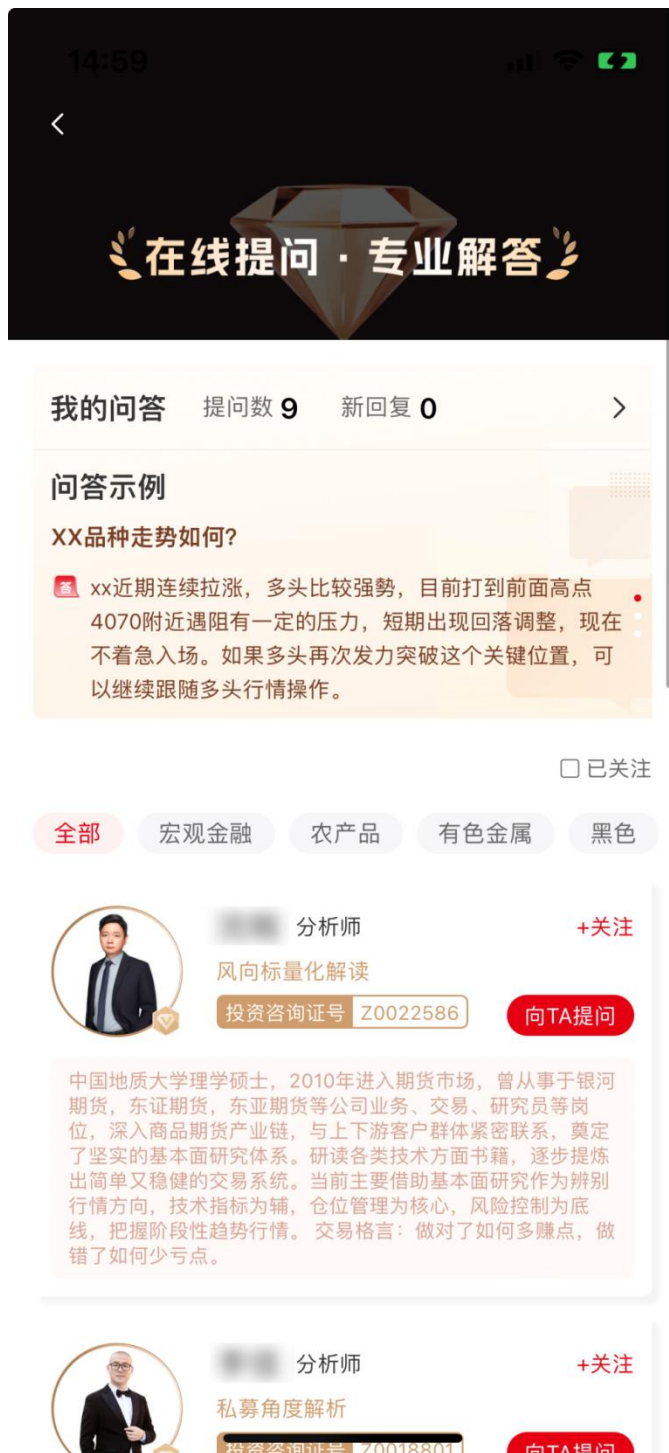 14:59
在线提问·专业解答
我的问答 提问数 9 新回复 0
问答示例
XX品种走势如何?
答 xx近期连续拉涨，多头比较强勢，目前打到前面高点
4070附近遇阻有一定的压力，短期出现回落调整，现在
不着急入场。如果多头再次发力突破这个关键位置，可
以继续跟随多头行情操作。
已关注
全部 宏观金融 农产品 有色金属 黑色
分析师 +关注
风向标量化解读
投资咨询证号 Z0022586 向TA提问
中国地质大学理学硕士，2010年进入期货市场，曾从事于银河
期货，东证期货，东亚期货等公司业务、交易、研究员等岗
位，深入商品期货产业链，与上下游客户群体紧密联系，奠定
了坚实的基本面研究体系。研读各类技术方面书籍，逐步提炼
出简单又稳健的交易系统。当前主要借助基本面研究作为辨别
行情方向，技术指标为辅，仓位管理为核心，风险控制为底
线，把握阶段性趋势行情。 交易格言：做对了如何多赚点，做
错了如何少亏点。
分析师 +关注
私募角度解析
投资咨询证号 Z0018801 向TA提问